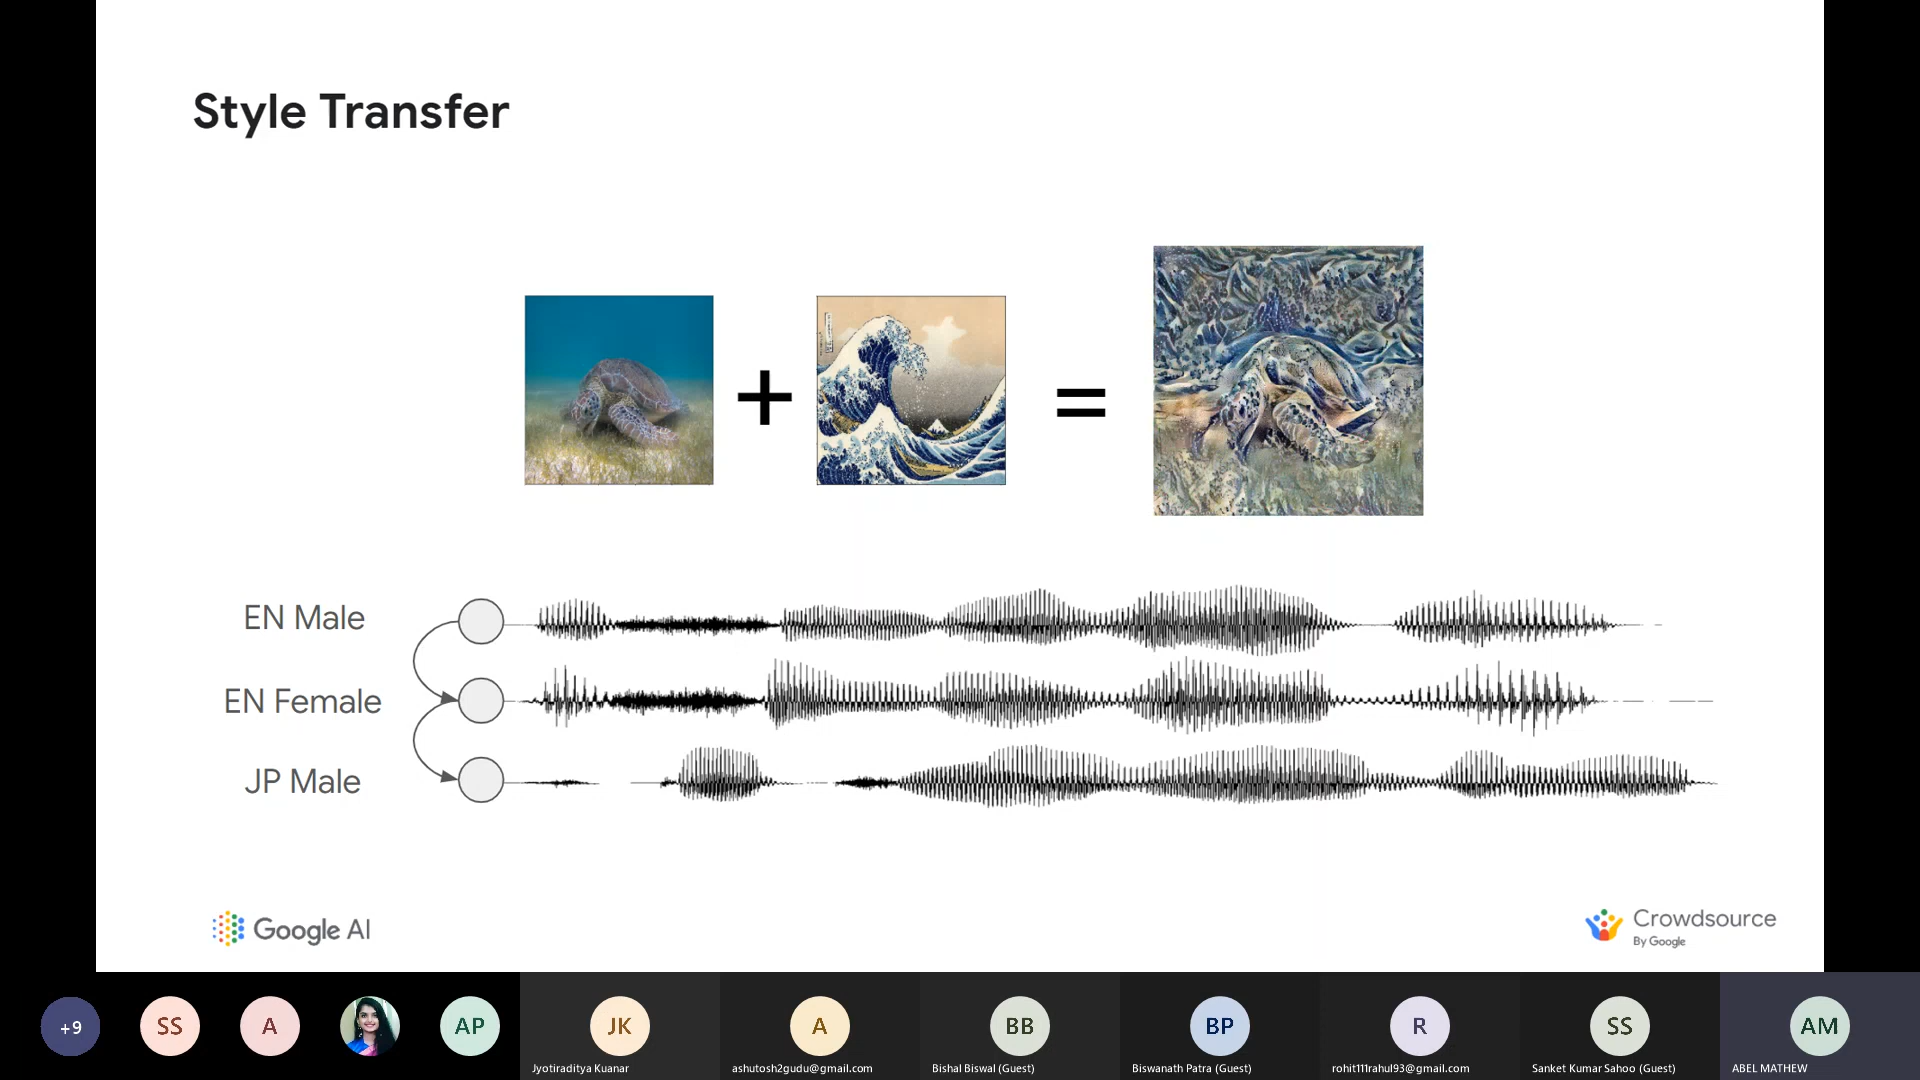 Style Transfer
+
=
EN Male
EN Female
JP Male
Google AI
Crowdsource
By Google
+9
SS
A
AP
JK
A
BB
BP
R
SS
AM
Jyotiraditya Kuanar
ashutosh2gudu@gmail.com
Bishal Biswal (Guest)
Biswanath Patra (Guest)
rohit111rahul93@gmail.com
Sanket Kumar Sahoo (Guest)
ABEL MATHEW